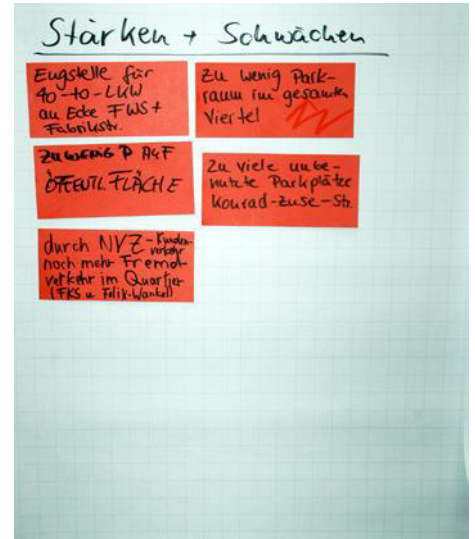 Stärken + Schwächen
Engstelle für
40-to-LKW
an Ecke FWS +
Fabrikstr.
Zu wenig Park-
raum im gesamten
Viertel
ZU WENIG P AUF
ÖFFENTL. FLÄCHE
Zu viele unbe-
nutzte Parkplätze
Konrad-Zuse-Str.
durch NVZ-Kunden-
verkehr
noch mehr Fremd-
verkehr im Quartier
(FKS u. Felix-Wankel)